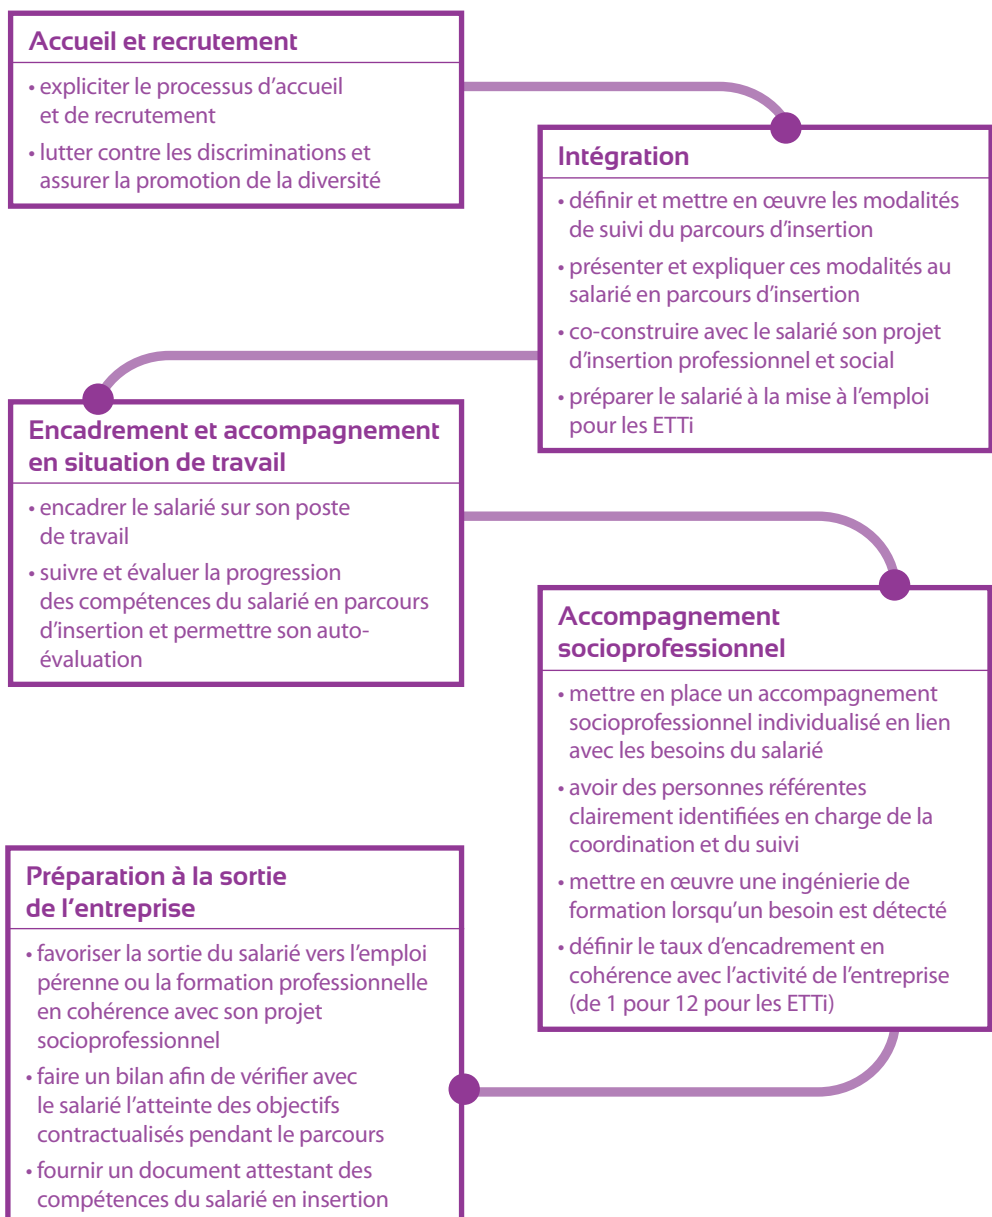 Accueil et recrutement
• expliciter le processus d'accueil
et de recrutement
• lutter contre les discriminations et
assurer la promotion de la diversité
Intégration
• définir et mettre en œuvre les modalités
de suivi du parcours d'insertion
• présenter et expliquer ces modalités au
salarié en parcours d'insertion
• co-construire avec le salarié son projet
d'insertion professionnel et social
• préparer le salarié à la mise à l'emploi
pour les ETTi
Encadrement et accompagnement
en situation de travail
• encadrer le salarié sur son poste
de travail
• suivre et évaluer la progression
des compétences du salarié en parcours
d'insertion et permettre son auto-
évaluation
Accompagnement
socioprofessionnel
• mettre en place un accompagnement
socioprofessionnel individualisé en lien
avec les besoins du salarié
• avoir des personnes référentes
clairement identifiées en charge de la
coordination et du suivi
• mettre en œuvre une ingénierie de
formation lorsqu'un besoin est détecté
• définir le taux d'encadrement en
cohérence avec l'activité de l'entreprise
(de 1 pour 12 pour les ETTi)
Préparation à la sortie
de l'entreprise
• favoriser la sortie du salarié vers l'emploi
pérenne ou la formation professionnelle
en cohérence avec son projet
socioprofessionnel
• faire un bilan afin de vérifier avec
le salarié l'atteinte des objectifs
contractualisés pendant le parcours
• fournir un document attestant des
compétences du salarié en insertion